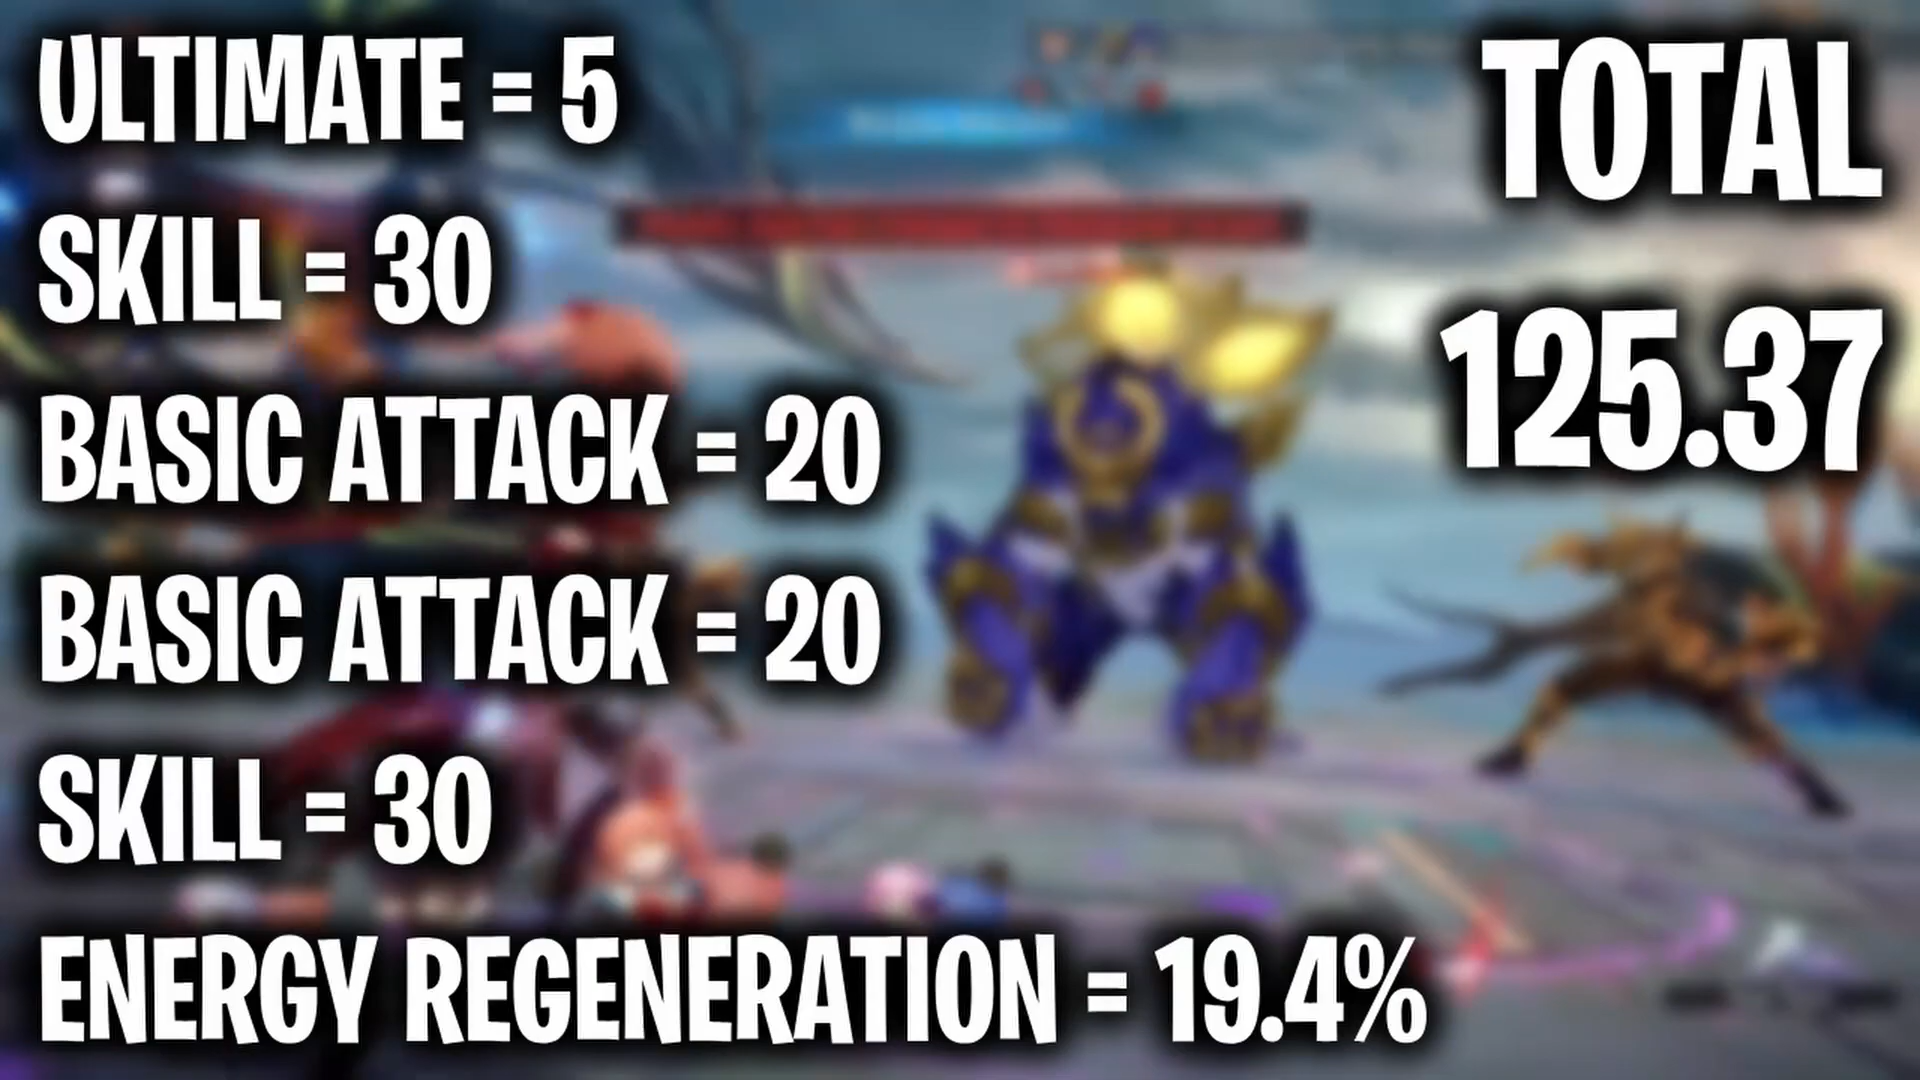 ULTIMATE = 5
SKILL = 30
BASIC ATTACK = 20
BASIC ATTACK = 20
SKILL = 30
ENERGY REGENERATION = 19.4%
TOTAL
125.37